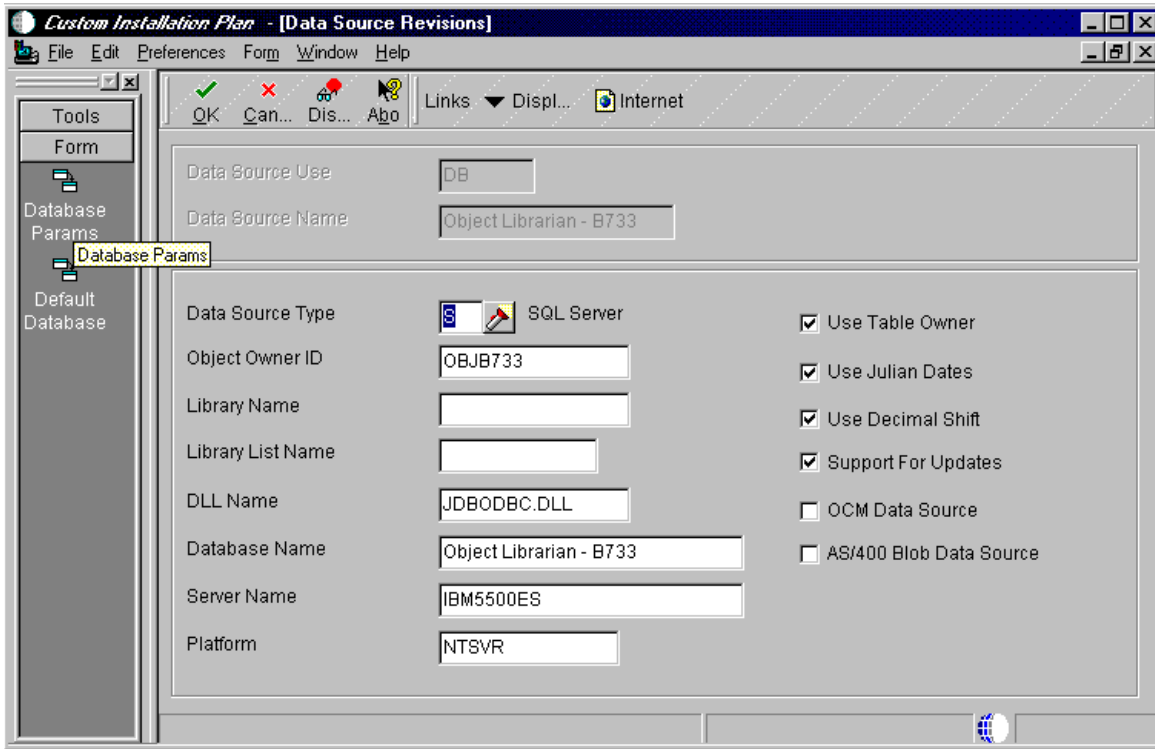 Custom Installation Plan - [Data Source Revisions]
File Edit Preferences Form Window Help
Tools
Form
Database
Params
Database Params
Default
Database
OK Can... Dis... Abo Links Displ... Internet
Data Source Use DB
Data Source Name Object Librarian - B733
Data Source Type S SQL Server
Object Owner ID OBJB733
Library Name
Library List Name
DLL Name JDBODBC.DLL
Database Name Object Librarian - B733
Server Name IBM5500ES
Platform NTSVR
Use Table Owner
Use Julian Dates
Use Decimal Shift
Support For Updates
OCM Data Source
AS/400 Blob Data Source